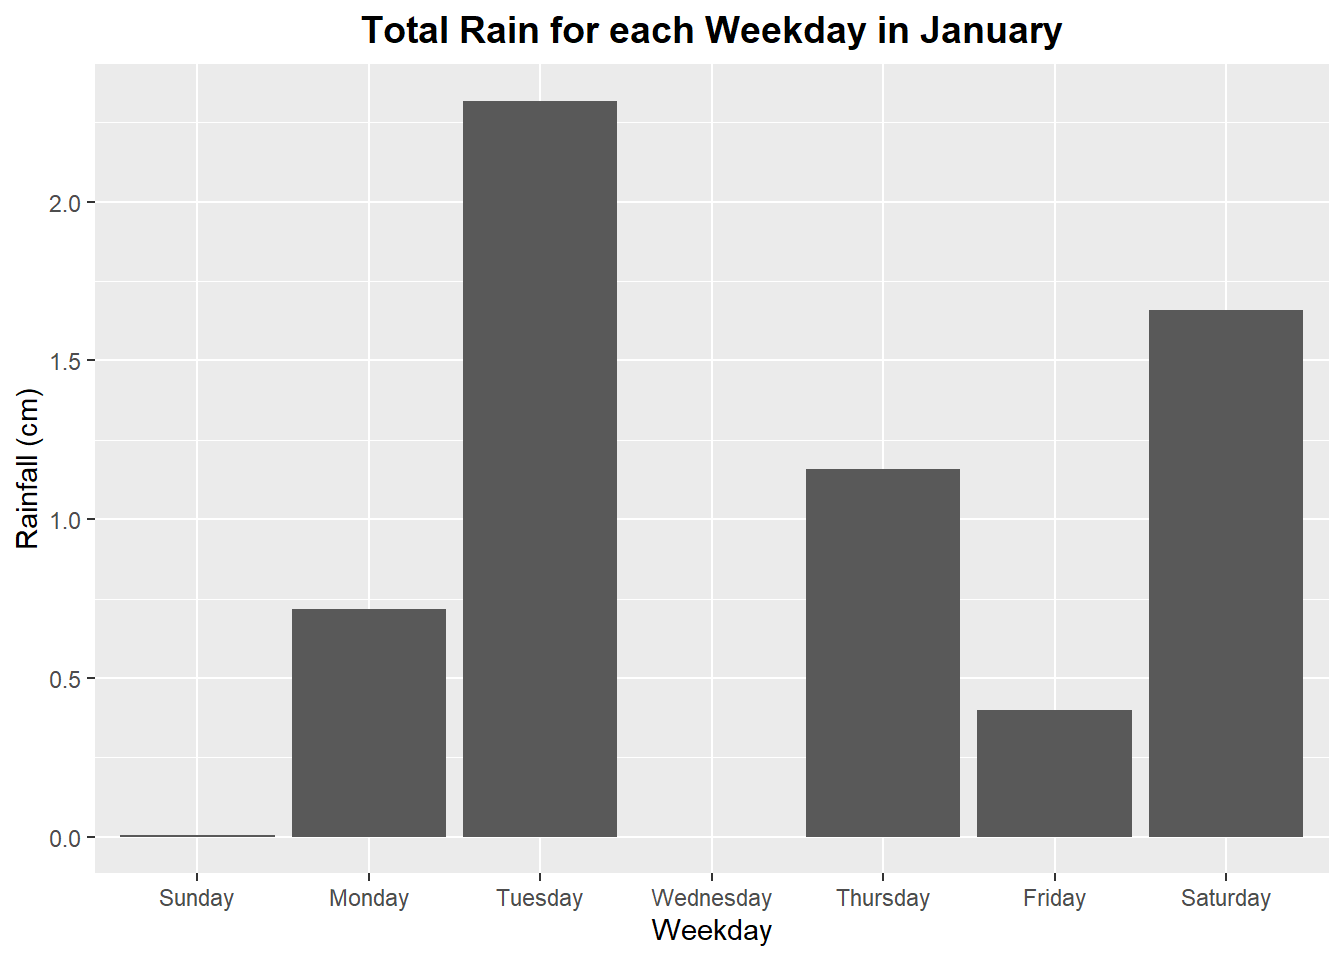 Total Rain for each Weekday in January
Rainfall (cm)
2.0
1.5
1.0
0.5
0.0
Sunday Monday Tuesday Wednesday Thursday Friday Saturday
Weekday